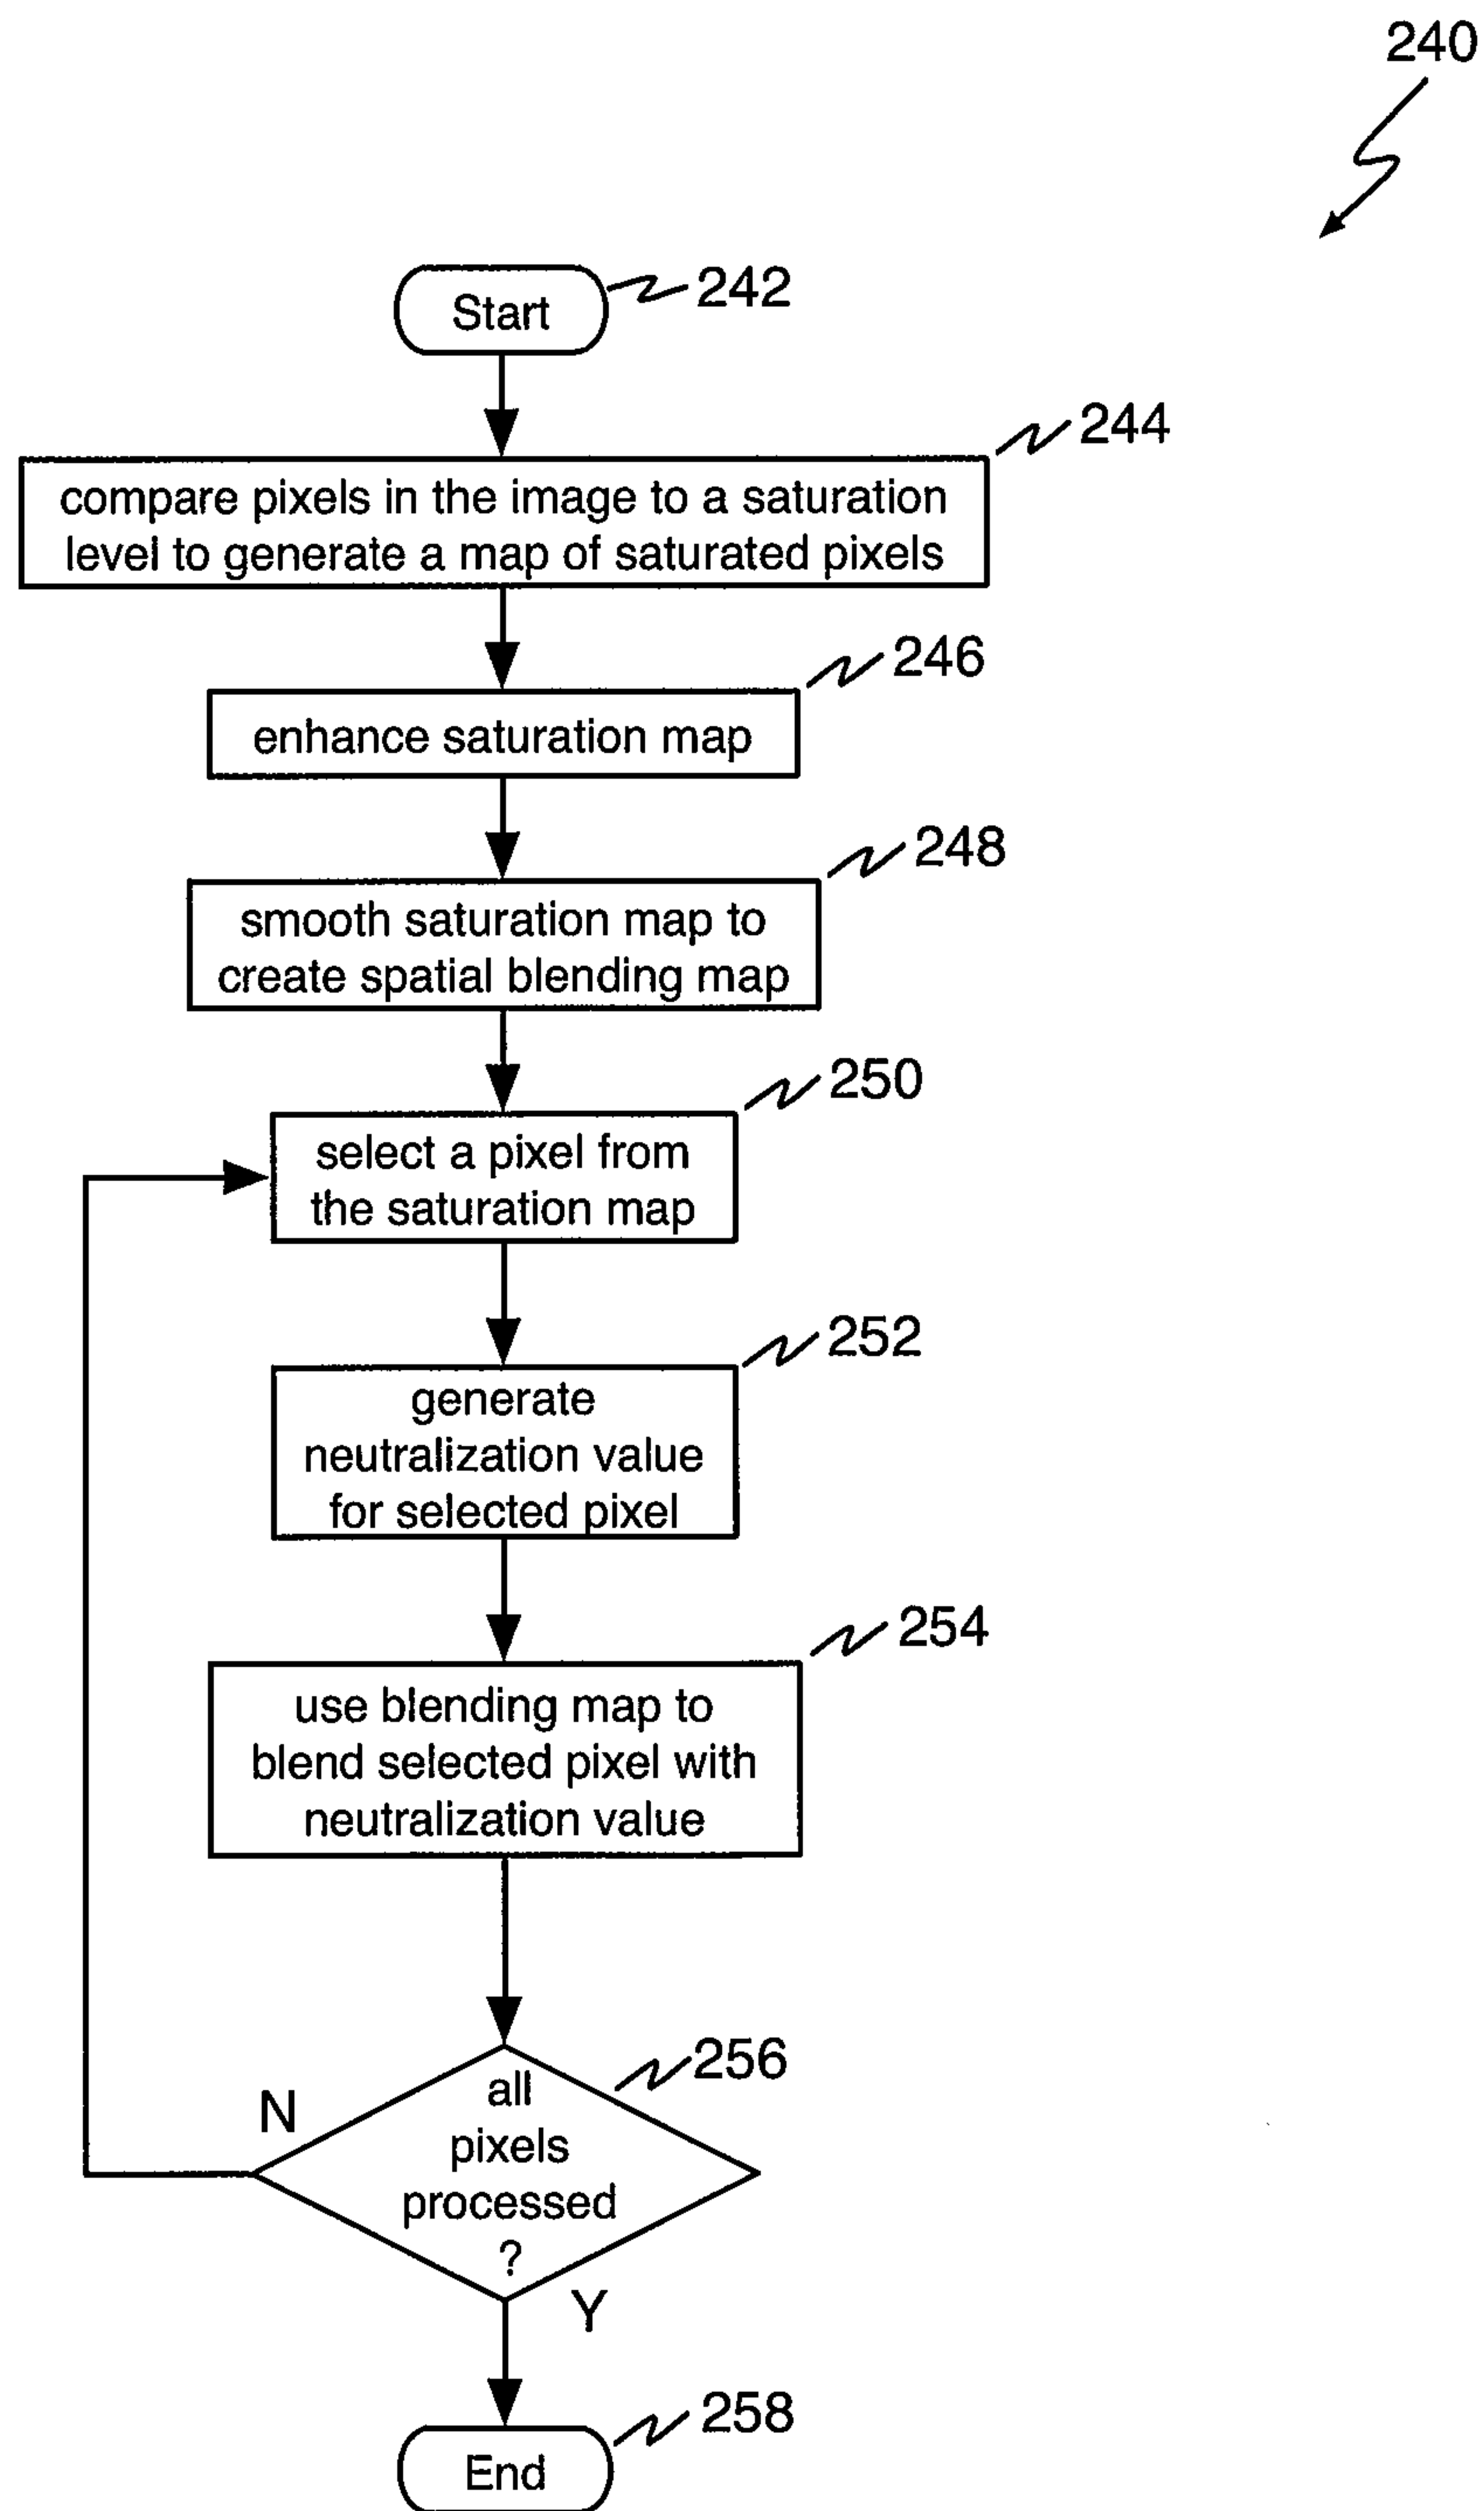 240
Start
242
244
compare pixels in the image to a saturation
level to generate a map of saturated pixels
246
enhance saturation map
248
smooth saturation map to
create spatial blending map
250
select a pixel from
the saturation map
252
generate
neutralization value
for selected pixel
254
use blending map to
blend selected pixel with
neutralization value
256
N
all
pixels
processed
?
Y
258
End